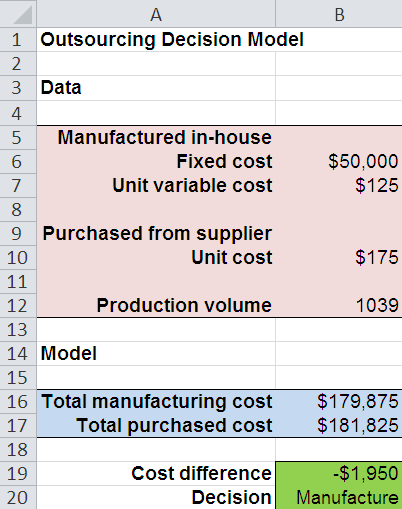 A B
1 Outsourcing Decision Model
2
3 Data
4
5 Manufactured in-house
6 Fixed cost $50,000
7 Unit variable cost $125
8
9 Purchased from supplier
10 Unit cost $175
11
12 Production volume 1039
13
14 Model
15
16 Total manufacturing cost $179,875
17 Total purchased cost $181,825
18
19 Cost difference -$1,950
20 Decision Manufacture